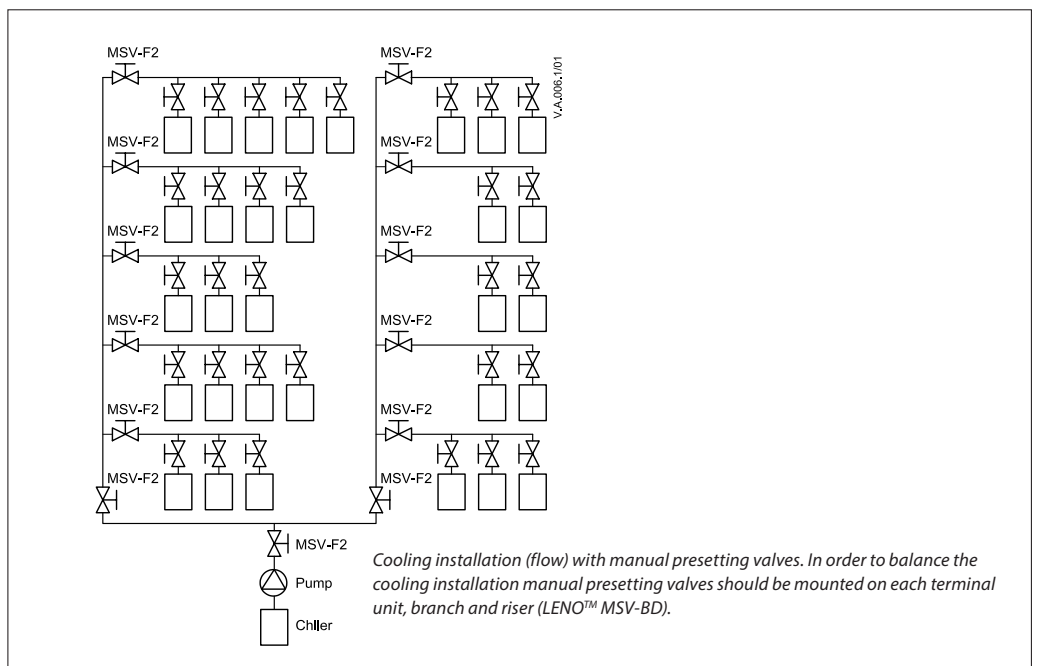 MSV-F2 MSV-F2
V.A.006.1/01
MSV-F2 MSV-F2
MSV-F2 MSV-F2
MSV-F2 MSV-F2
MSV-F2 MSV-F2
MSV-F2 MSV-F2
MSV-F2
Pump
Chller
Cooling installation (flow) with manual presetting valves. In order to balance the
cooling installation manual presetting valves should be mounted on each terminal
unit, branch and riser (LENO™ MSV-BD).